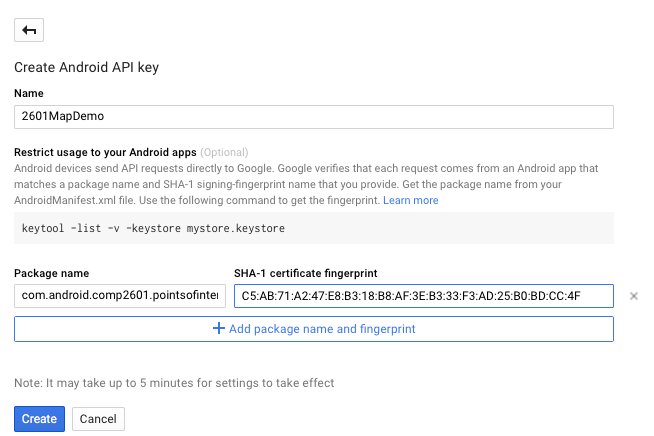 Create Android API key
Name
2601MapDemo
Restrict usage to your Android apps (Optional)
Android devices send API requests directly to Google. Google verifies that each request comes from an Android app that
matches a package name and SHA-1 signing-fingerprint name that you provide. Get the package name from your
AndroidManifest.xml file. Use the following command to get the fingerprint. Learn more
keytool -list -v -keystore mystore.keystore
Package name SHA-1 certificate fingerprint
com.android.comp2601.pointsofinter C5:AB:71:A2:47:E8:B3:18:B8:AF:3E:B3:33:F3:AD:25:B0:BD:CC:4F
Add package name and fingerprint
Note: It may take up to 5 minutes for settings to take effect
Create Cancel